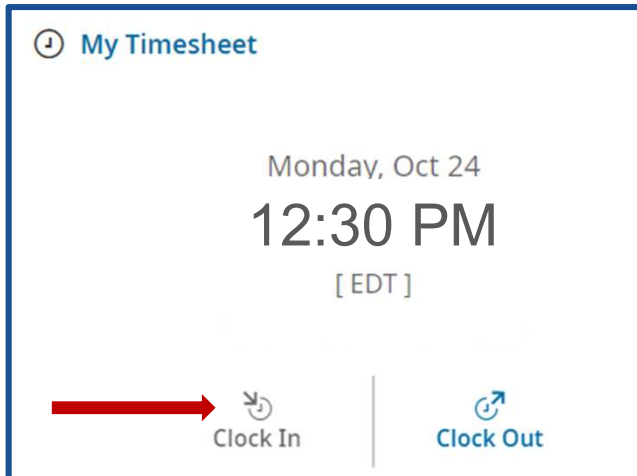 My Timesheet
Monday, Oct 24
12:30 PM
[ EDT ]
Clock In
Clock Out